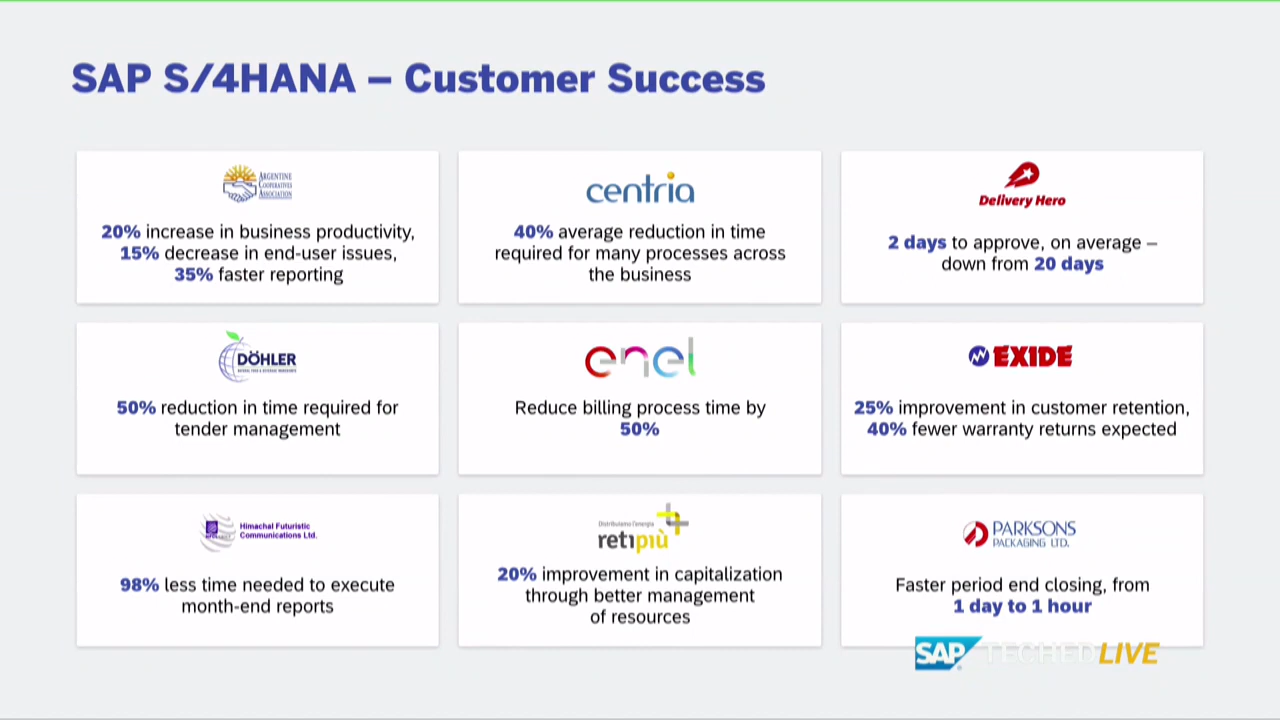 SAP S/4HANA – Customer Success
ARGENTINE
COOPERATIVES
ASSOCIATION
20% increase in business productivity,
15% decrease in end-user issues,
35% faster reporting
centria
40% average reduction in time
required for many processes across
the business
Delivery Hero
2 days to approve, on average –
down from 20 days
DÖHLER
50% reduction in time required for
tender management
enel
Reduce billing process time by
50%
EXIDE
25% improvement in customer retention,
40% fewer warranty returns expected
Himachal Futuristic
Communications Ltd.
98% less time needed to execute
month-end reports
Distribuiamo l'energia
retipiù
20% improvement in capitalization
through better management
of resources
PARKSONS
PACKAGING LTD.
Faster period end closing, from
1 day to 1 hour
SAP TECHED LIVE